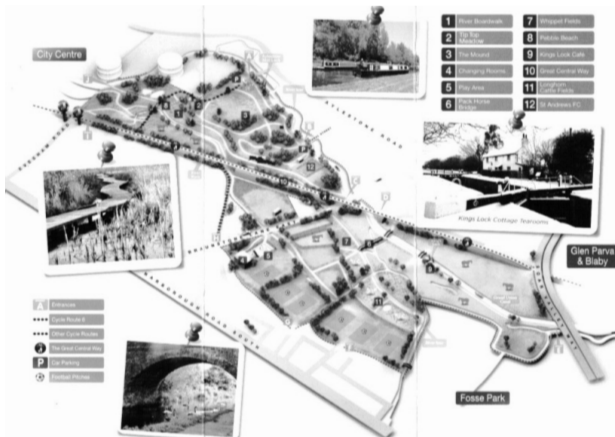 City Centre
1 River Boardwalk
2 Tip Top
Meadow
3 The Mound
4 Changing Rooms
5 Play Area
6 Pack Horse
Bridge
7 Whippet Fields
8 Pebble Beach
9 Kings Lock Cafe
10 Great Central Way
11 Longhorn
Cattle Fields
12 St Andrews FC
Kings Lock Cottage Tearooms
Glen Parva
& Blaby
Entrances
Cycle Route 6
Other Cycle Routes
The Great Central Way
P Car Parking
Football Pitches
Fosse Park